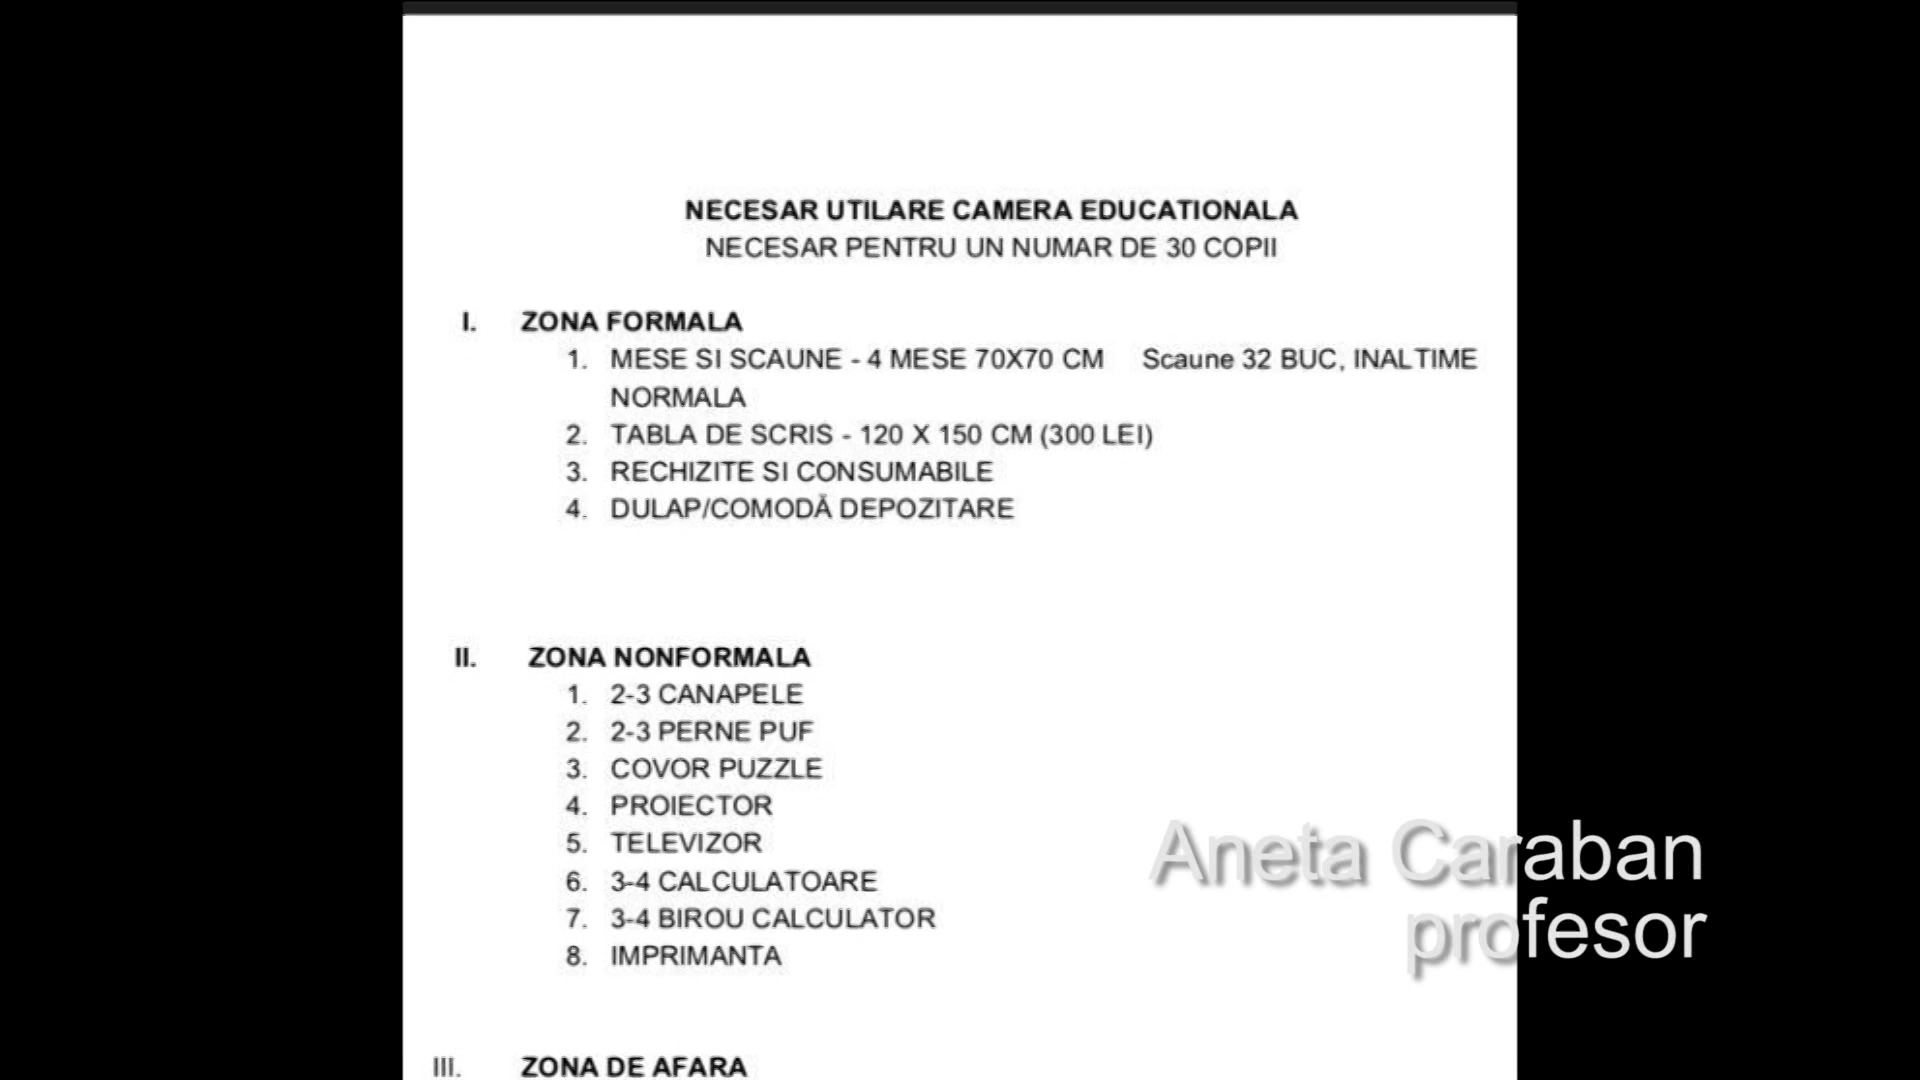 NECESAR UTILARE CAMERA EDUCATIONALA
NECESAR PENTRU UN NUMAR DE 30 COPII
I. ZONA FORMALA
1. MESE SI SCAUNE - 4 MESE 70X70 CM Scaune 32 BUC, INALTIME
NORMALA
2. TABLA DE SCRIS - 120 X 150 CM (300 LEI)
3. RECHIZITE SI CONSUMABILE
4. DULAP/COMODĂ DEPOZITARE
II. ZONA NONFORMALA
1. 2-3 CANAPELE
2. 2-3 PERNE PUF
3. COVOR PUZZLE
4. PROIECTOR
5. TELEVIZOR
6. 3-4 CALCULATOARE
7. 3-4 BIROU CALCULATOR
8. IMPRIMANTA
Aneta Caraban
profesor
III. ZONA DE AFARA